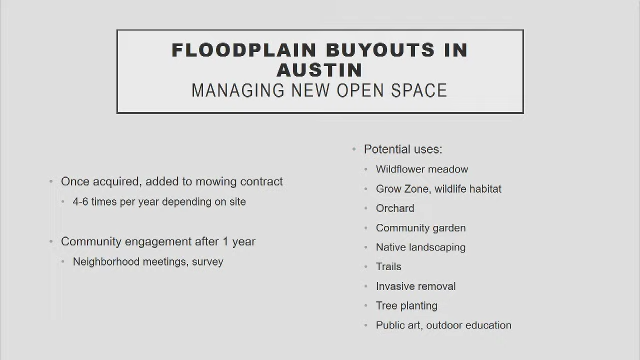 FLOODPLAIN BUYOUTS IN
AUSTIN
MANAGING NEW OPEN SPACE
• Once acquired, added to mowing contract
• 4-6 times per year depending on site
• Community engagement after 1 year
• Neighborhood meetings, survey
• Potential uses:
• Wildflower meadow
• Grow Zone, wildlife habitat
• Orchard
• Community garden
• Native landscaping
• Trails
• Invasive removal
• Tree planting
• Public art, outdoor education